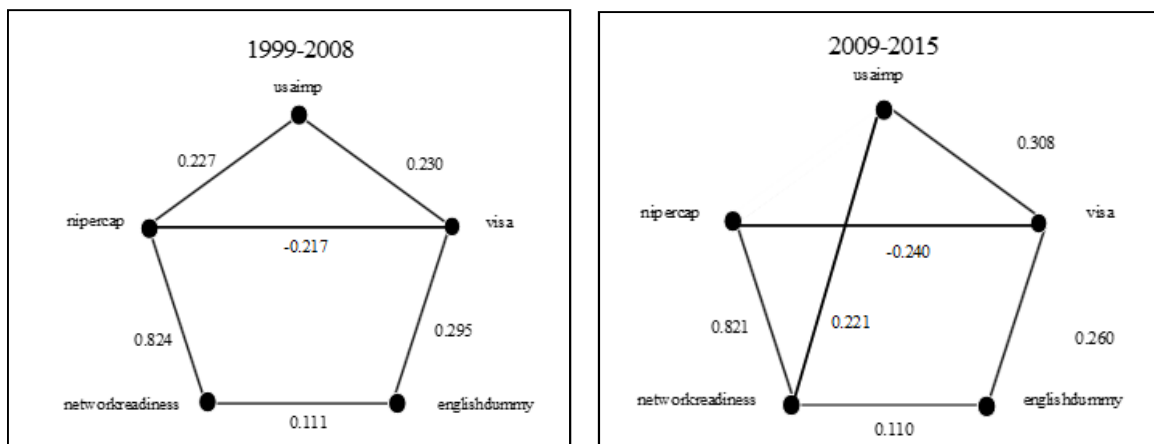 1999-2008
usaimp
0.227
0.230
nipercap
visa
-0.217
0.824
0.295
networkreadiness
englishdummy
0.111
2009-2015
usaimp
0.308
nipercap
visa
-0.240
0.821
0.221
0.260
networkreadiness
englishdummy
0.110